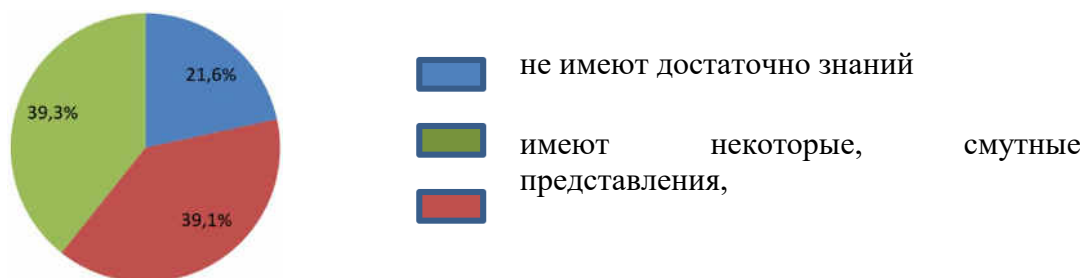 21,6%
не имеют достаточно знаний
39,3%
имеют некоторые, смутные
представления,
39,1%